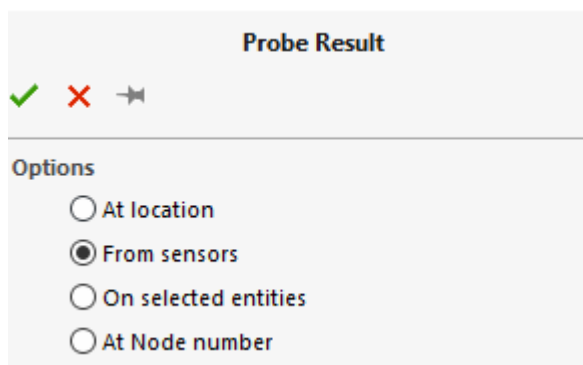 Probe Result
Options
At location
From sensors
On selected entities
At Node number